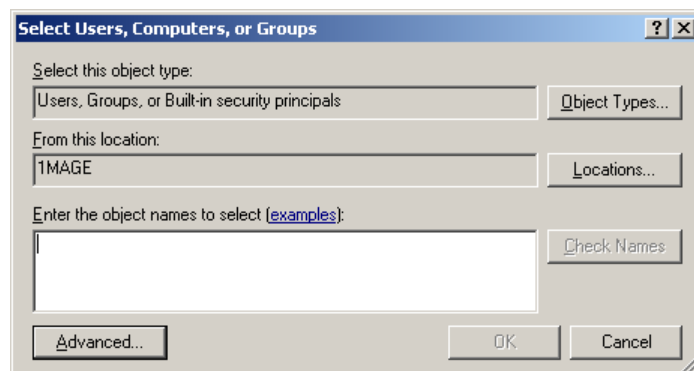 Select Users, Computers, or Groups
Select this object type:
Users, Groups, or Built-in security principals
Object Types...
From this location:
1MAGE
Locations...
Enter the object names to select (examples):
Check Names
Advanced...
OK
Cancel